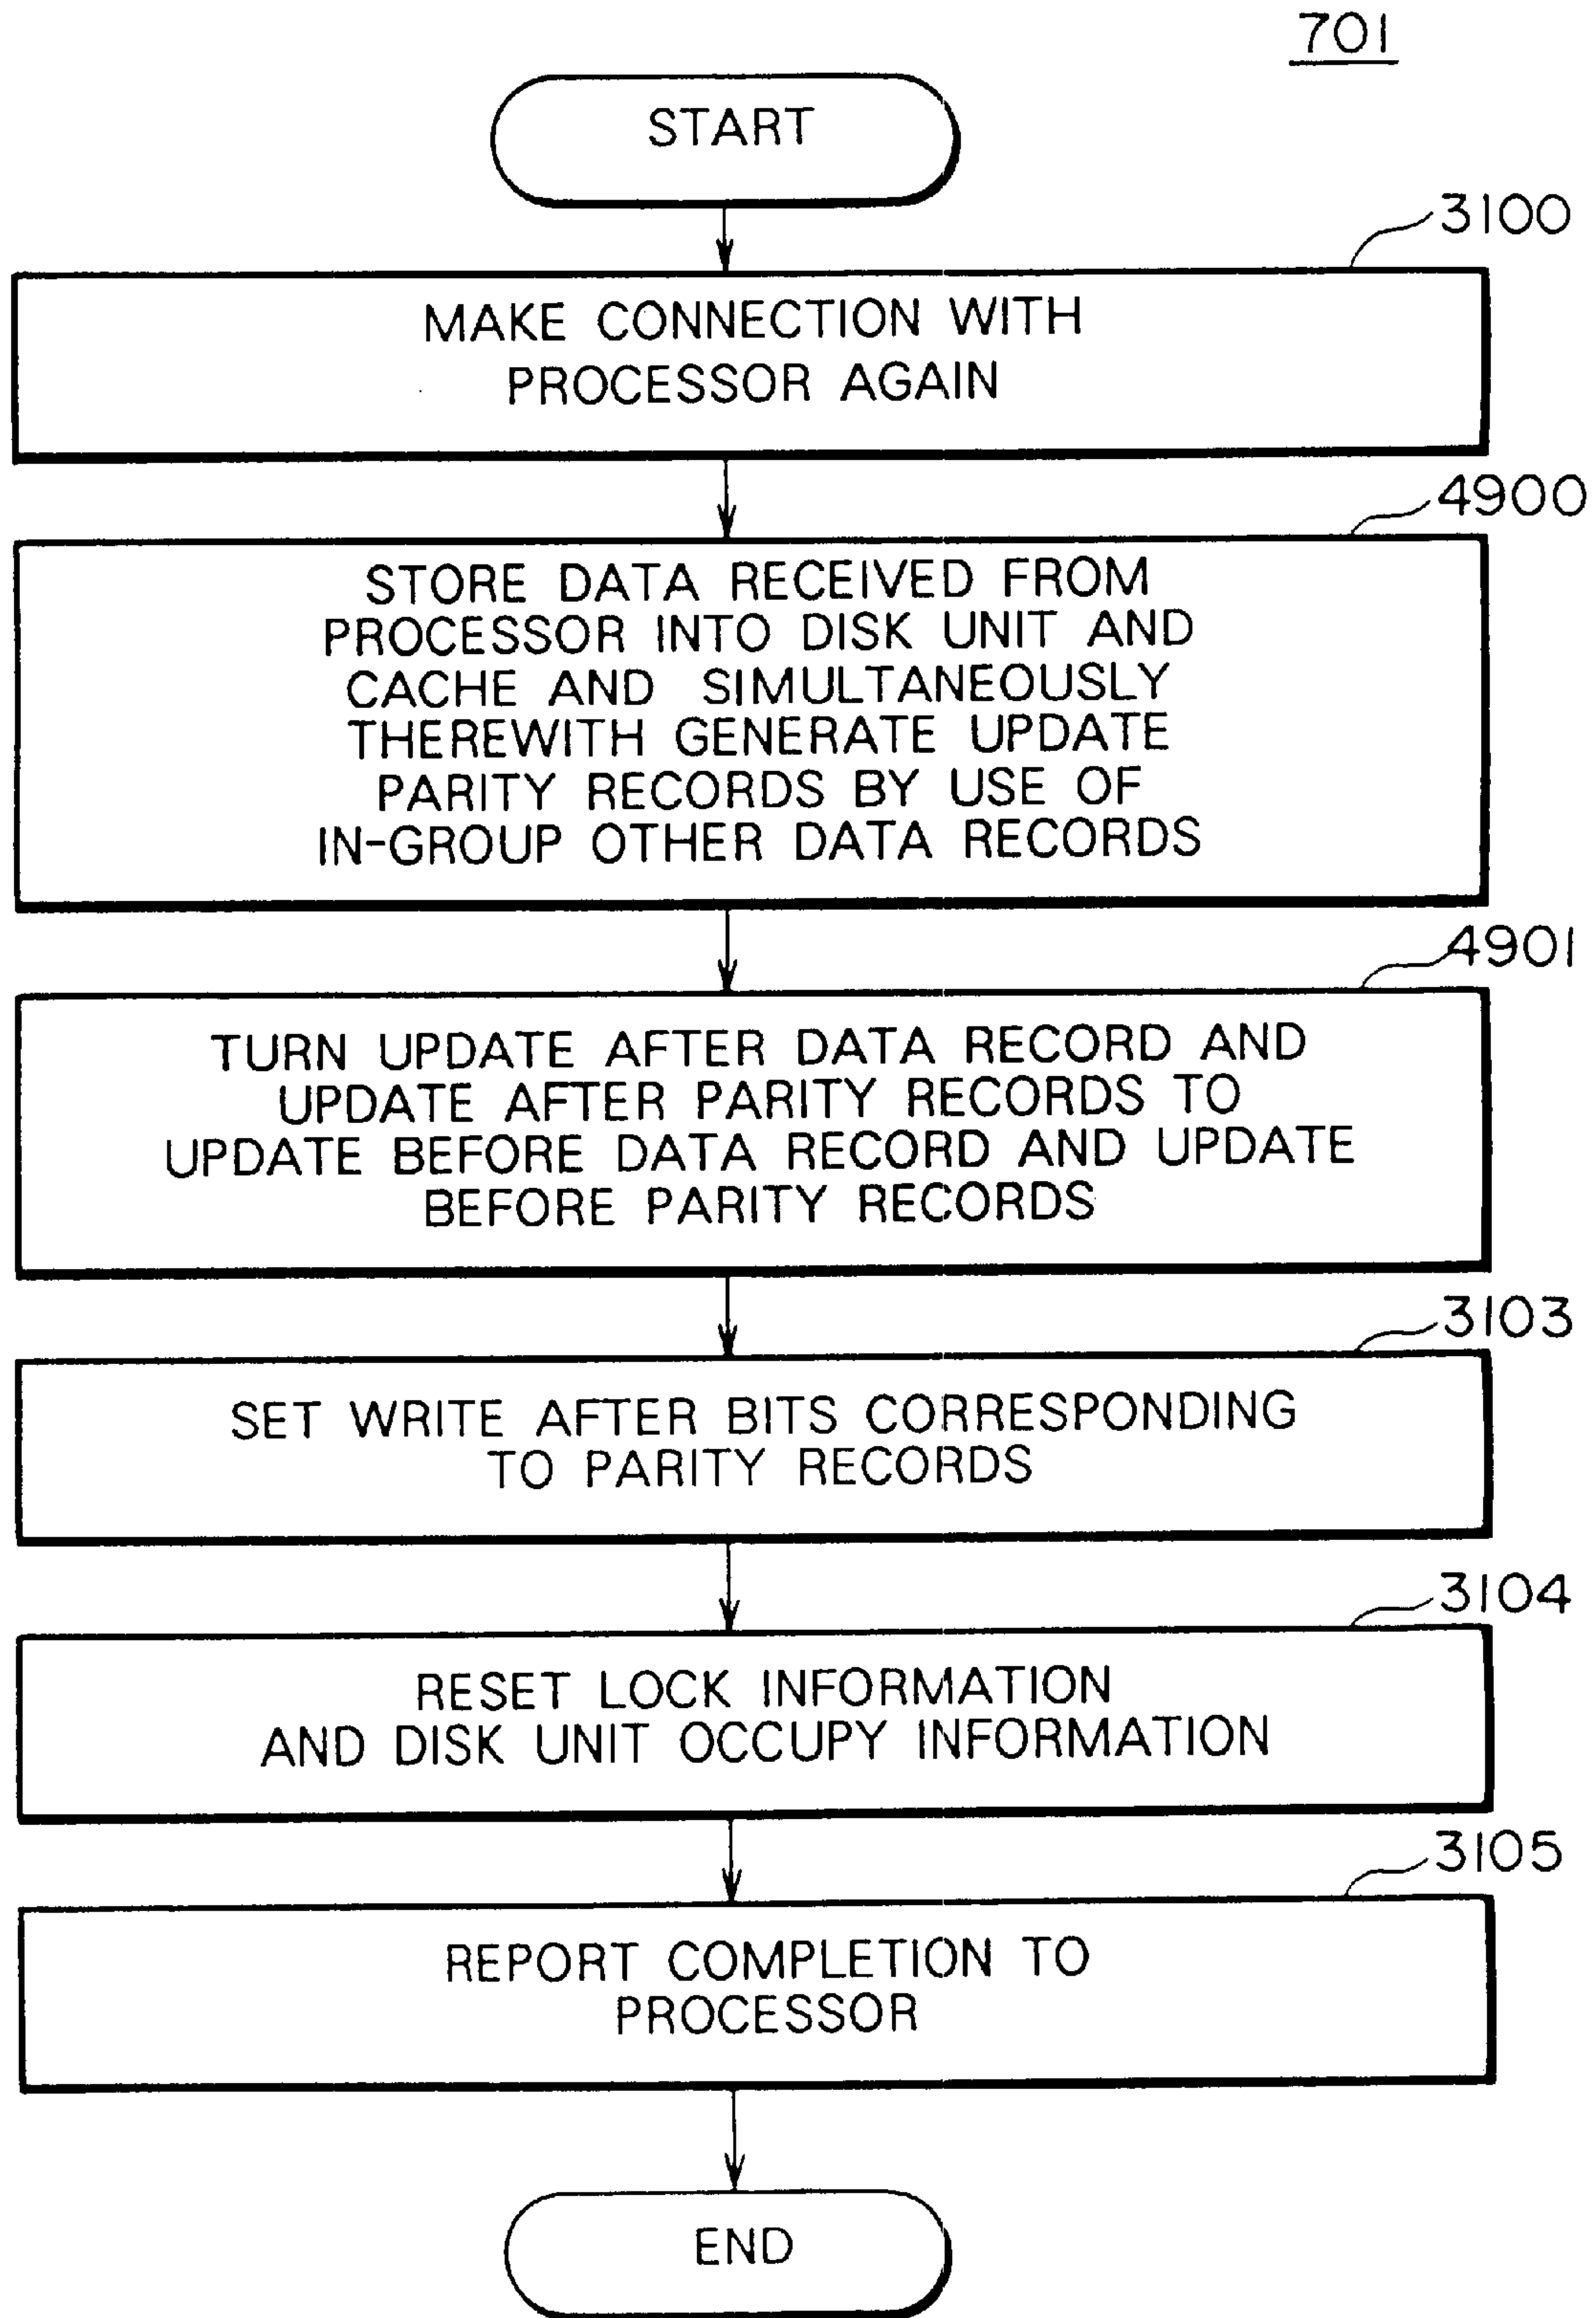 701
START
3100
MAKE CONNECTION WITH
PROCESSOR AGAIN
4900
STORE DATA RECEIVED FROM
PROCESSOR INTO DISK UNIT AND
CACHE AND SIMULTANEOUSLY
THEREWITH GENERATE UPDATE
PARITY RECORDS BY USE OF
IN-GROUP OTHER DATA RECORDS
4901
TURN UPDATE AFTER DATA RECORD AND
UPDATE AFTER PARITY RECORDS TO
UPDATE BEFORE DATA RECORD AND UPDATE
BEFORE PARITY RECORDS
3103
SET WRITE AFTER BITS CORRESPONDING
TO PARITY RECORDS
3104
RESET LOCK INFORMATION
AND DISK UNIT OCCUPY INFORMATION
3105
REPORT COMPLETION TO
PROCESSOR
END